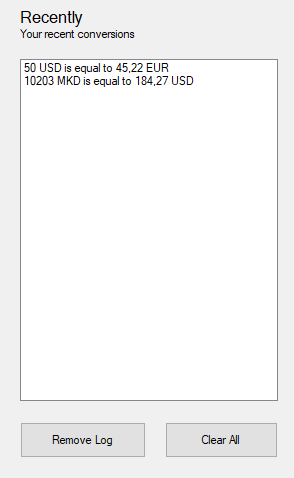 Recently
Your recent conversions
50 USD is equal to 45,22 EUR
10203 MKD is equal to 184,27 USD
Remove Log
Clear All